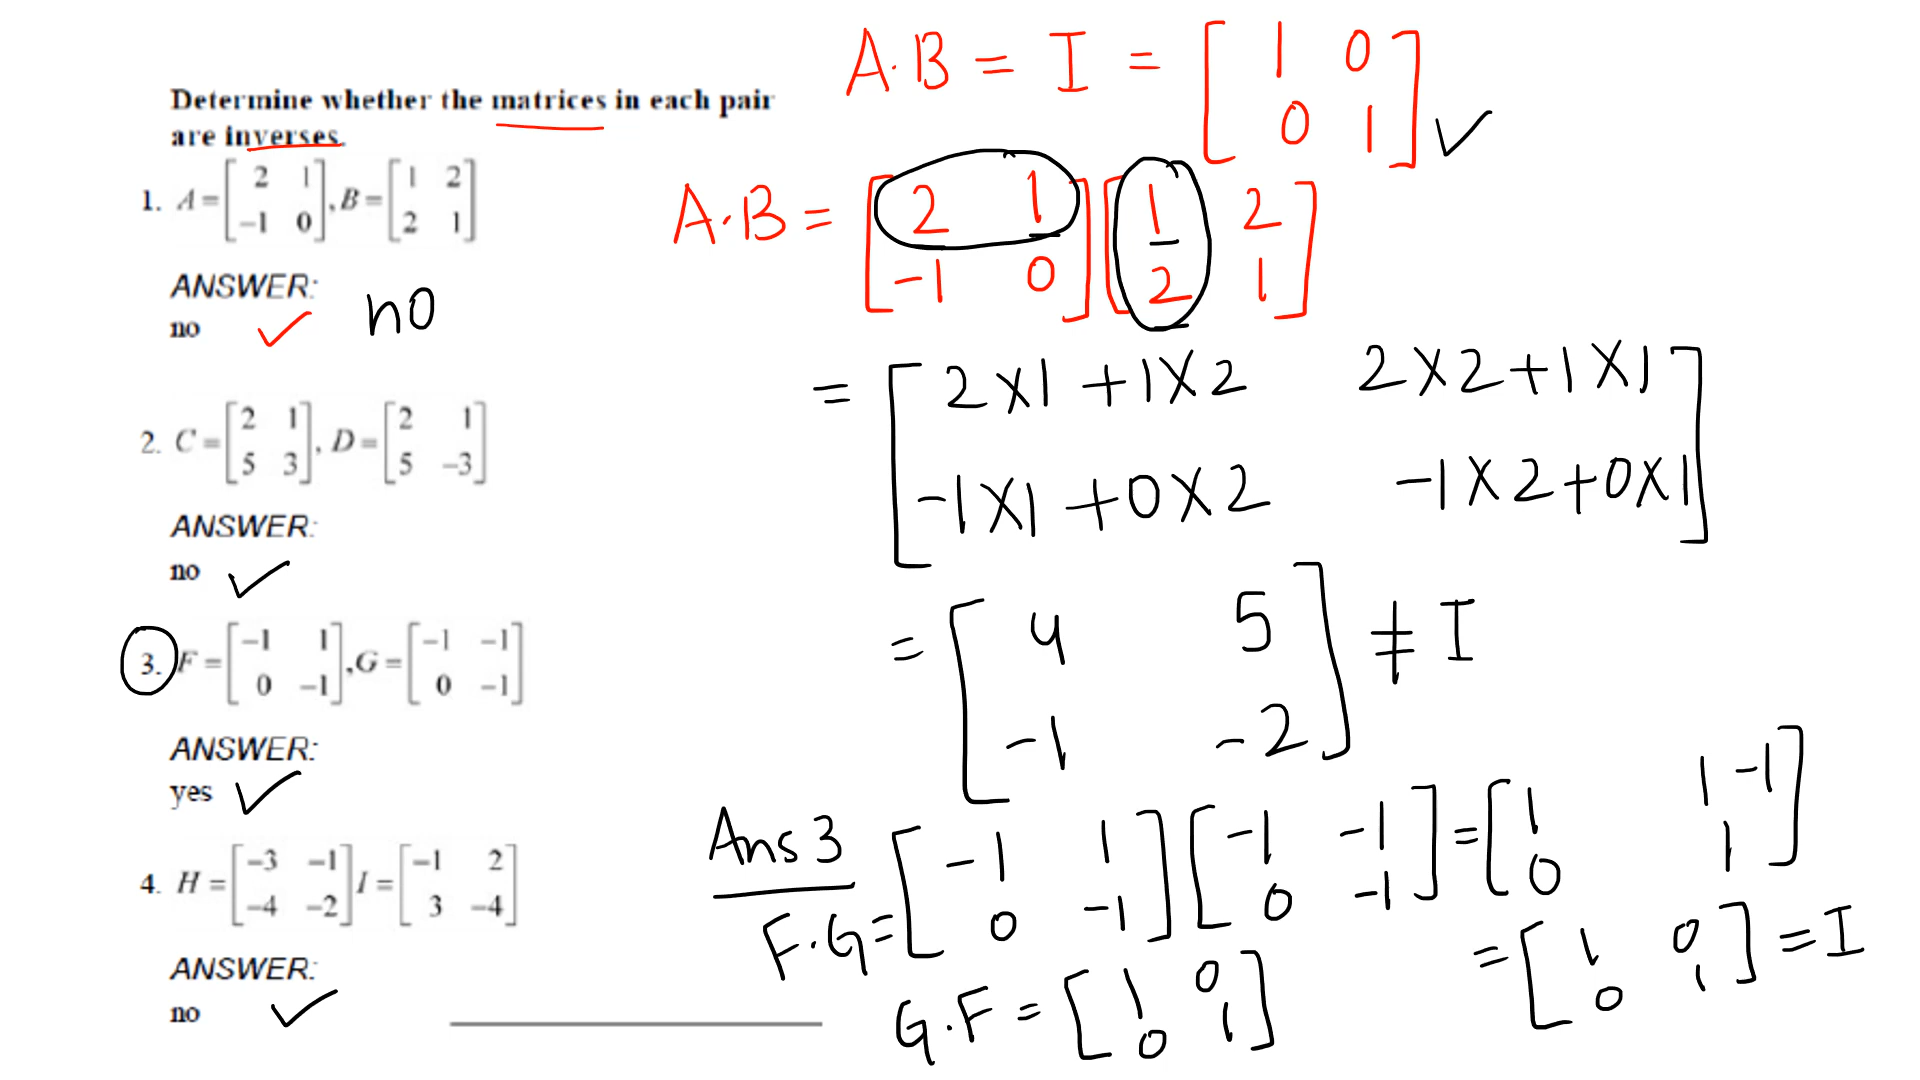 Determine whether the matrices in each pair
are inverses.
1. A = [2 1; -1 0], B = [1 2; 2 1]
ANSWER:
no
no
2. C = [2 1; 5 3], D = [2 1; 5 -3]
ANSWER:
no
3. F = [-1 1; 0 -1], G = [-1 -1; 0 -1]
ANSWER:
yes
4. H = [-3 -1; -4 -2] I = [-1 2; 3 -4]
ANSWER:
no
A·B = I = [1 0; 0 1]
A·B = [2 1; -1 0] [1 2; 2 1]
= [2×1+1×2 2×2+1×1; -1×1+0×2 -1×2+0×1]
= [4 5; -1 -2] ≠ I
Ans 3
F·G = [-1 1; 0 -1] [-1 -1; 0 -1] = [1 1-1; 0 1]
= [1 0; 0 1] = I
G·F = [1 0; 0 1]